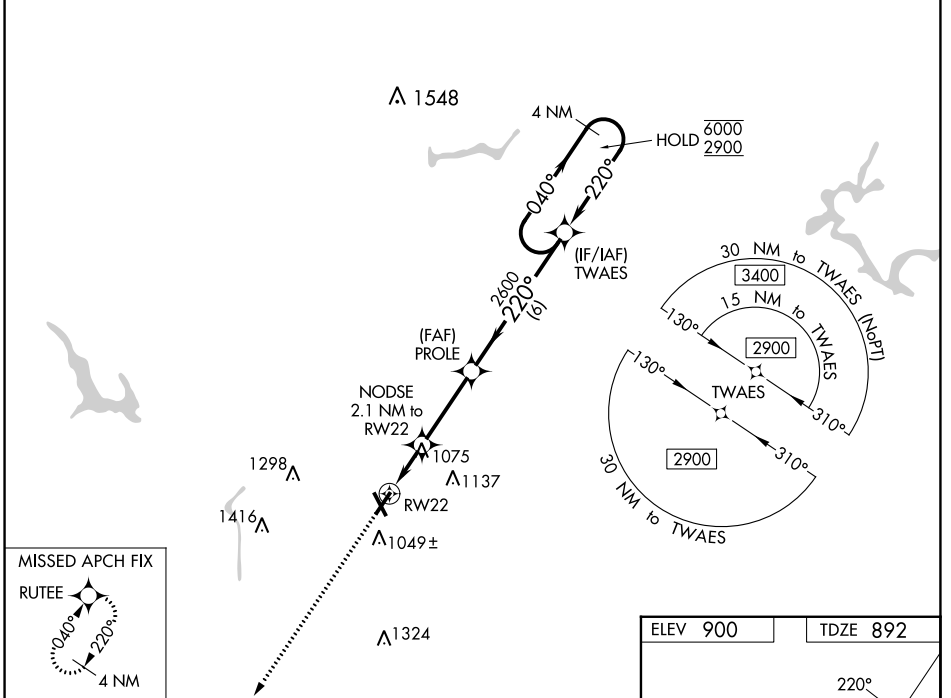 1548
4 NM
HOLD 6000
2900
040°
220°
(IF/IAF)
TWAES
2600
220°
(6)
(FAF)
PROLE
NODSE
2.1 NM to
RW22
1075
1137
1298
1416
RW22
1049±
1324
30 NM to TWAES (NoPT)
3400
15 NM to TWAES
130°
2900
TWAES
310°
130°
310°
2900
30 NM to TWAES
MISSED APCH FIX
RUTEE
040°
220°
4 NM
ELEV 900
TDZE 892
220°